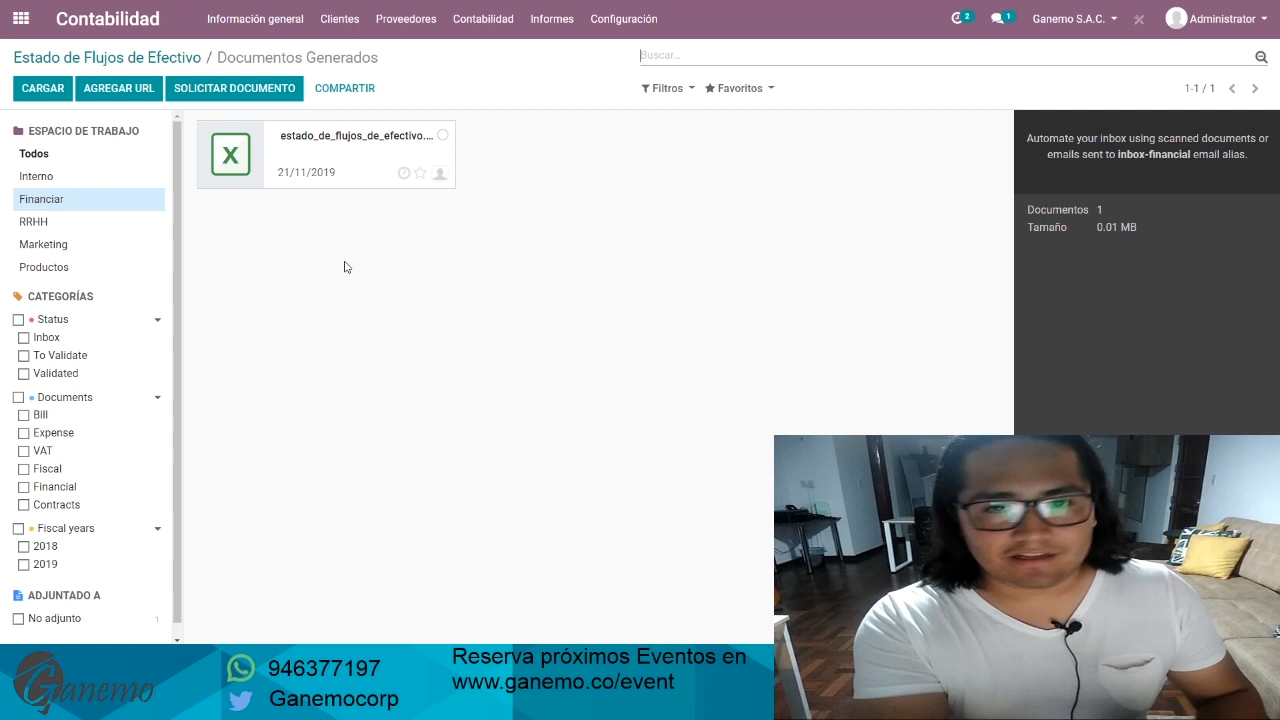 Contabilidad
Información general
Clientes
Proveedores
Contabilidad
Informes
Configuración
2
1
Ganemo S.A.C.
Administrator
Estado de Flujos de Efectivo / Documentos Generados
Buscar...
CARGAR
AGREGAR URL
SOLICITAR DOCUMENTO
COMPARTIR
Filtros
Favoritos
1-1 / 1
ESPACIO DE TRABAJO
Todos
Interno
Financiar
RRHH
Marketing
Productos
CATEGORÍAS
Status
Inbox
To Validate
Validated
Documents
Bill
Expense
VAT
Fiscal
Financial
Contracts
Fiscal years
2018
2019
ADJUNTADO A
No adjunto 1
X
estado_de_flujos_de_efectivo....
21/11/2019
Automate your inbox using scanned documents or
emails sent to inbox-financial email alias.
Documentos 1
Tamaño 0.01 MB
Ganemo
946377197
Ganemocorp
Reserva próximos Eventos en
www.ganemo.co/event